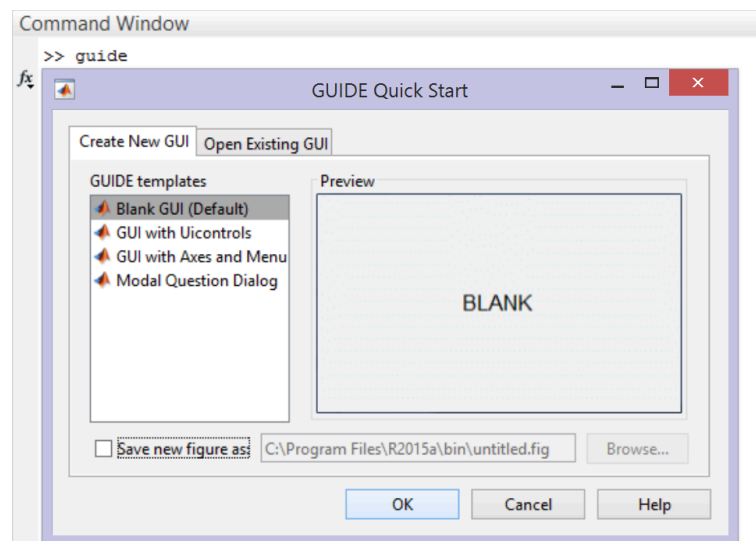 Command Window
>> guide
fx
GUIDE Quick Start
Create New GUI Open Existing GUI
GUIDE templates
Preview
Blank GUI (Default)
GUI with Uicontrols
GUI with Axes and Menu
Modal Question Dialog
BLANK
Save new figure as: C:\Program Files\R2015a\bin\untitled.fig Browse...
OK Cancel Help